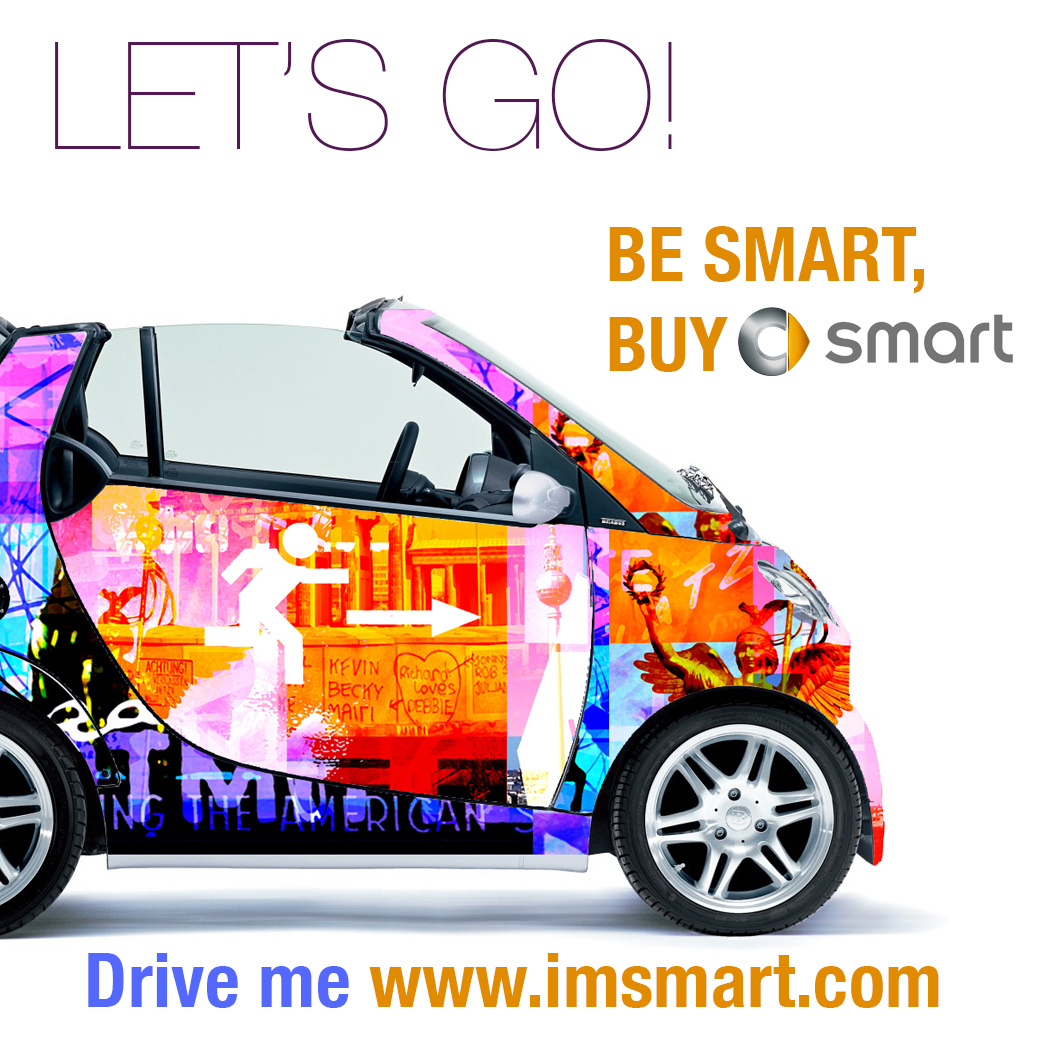 LET'S GO!
BE SMART,
BUY smart
ACHTUNG!
KEVIN
BECKY
MAIRI
Richard
loves
DEBBIE
ROB
NG THE AMERICAN S
Drive me www.imsmart.com